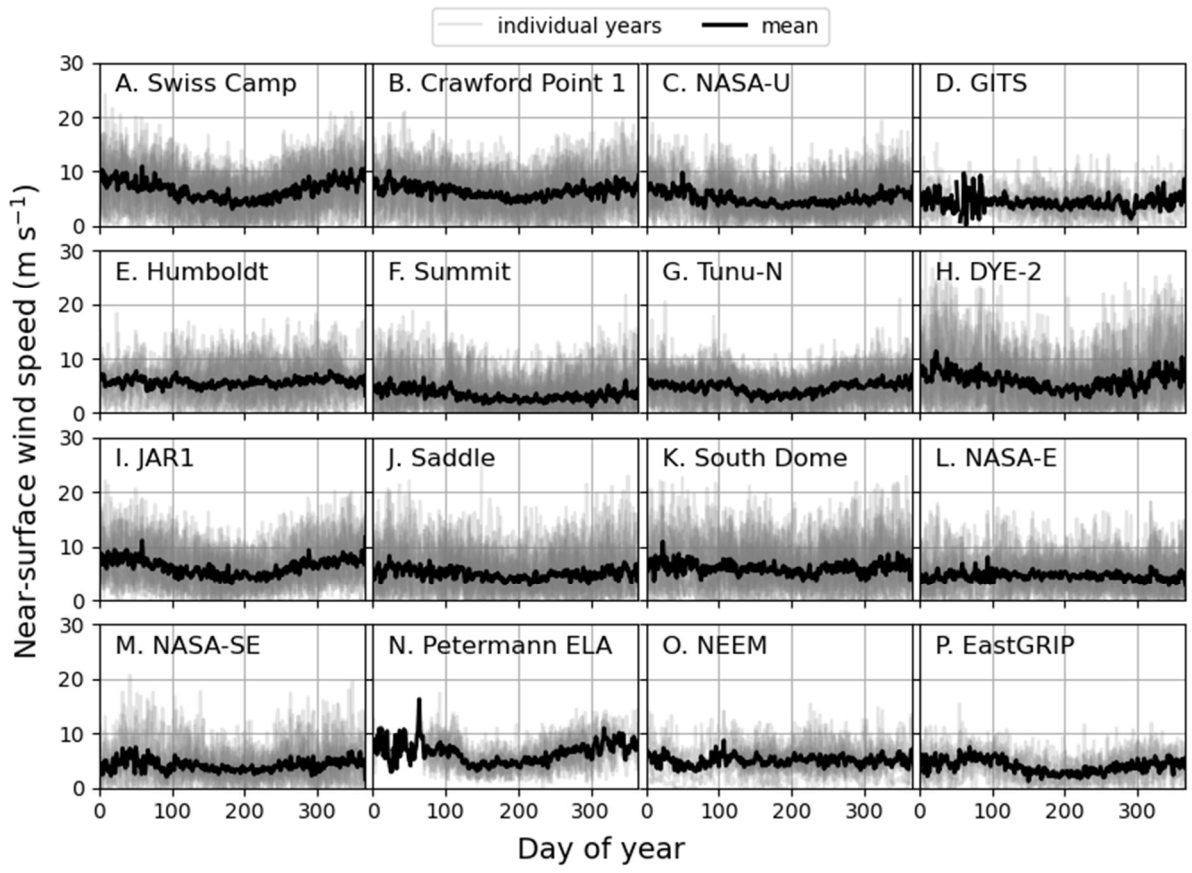 individual years mean
30 A. Swiss Camp B. Crawford Point 1 C. NASA-U D. GITS
20
10
0
30 E. Humboldt F. Summit G. Tunu-N H. DYE-2
20
10
0
30 I. JAR1 J. Saddle K. South Dome L. NASA-E
20
10
0
30 M. NASA-SE N. Petermann ELA O. NEEM P. EastGRIP
20
10
0
0 100 200 300 0 100 200 300 0 100 200 300 0 100 200 300
Near-surface wind speed (m s⁻¹)
Day of year